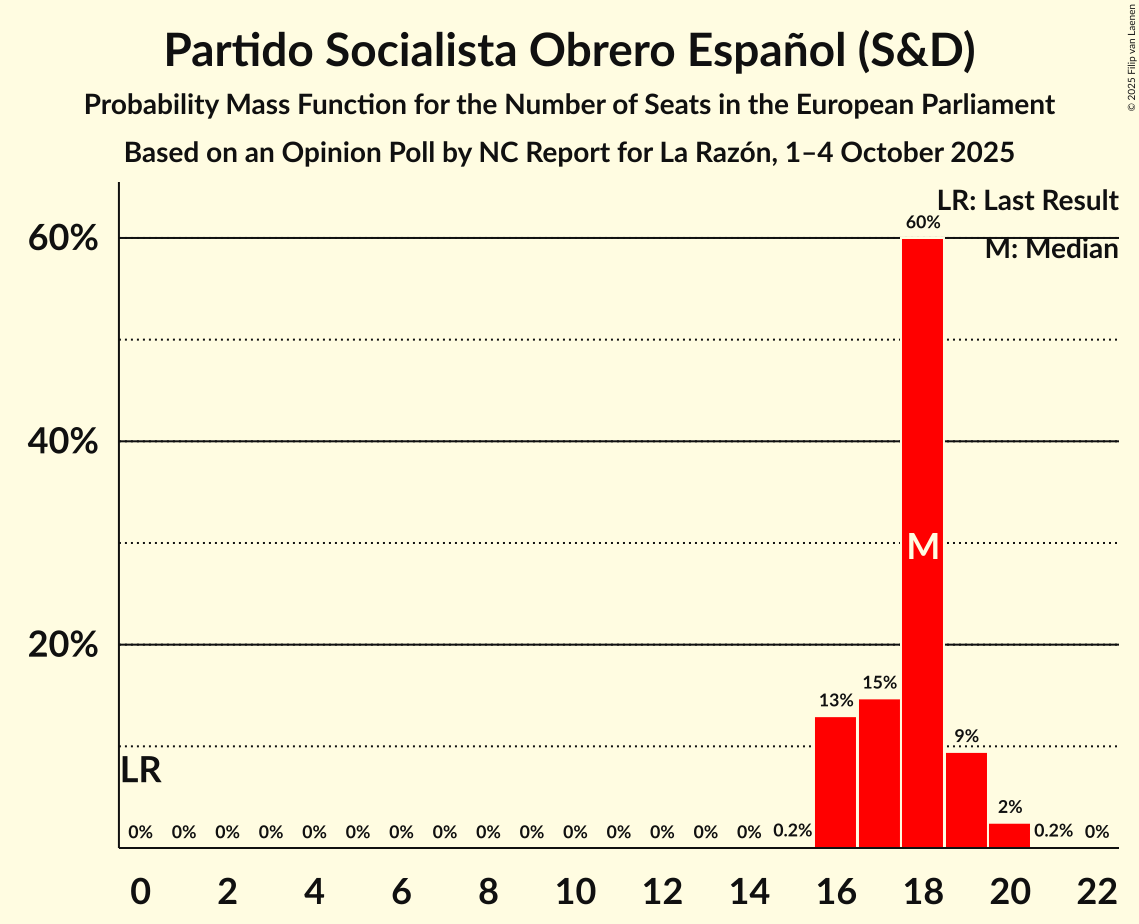 Partido Socialista Obrero Español (S&D)
Probability Mass Function for the Number of Seats in the European Parliament
Based on an Opinion Poll by NC Report for La Razón, 1–4 October 2025
© 2025 Filip van Laenen
LR: Last Result
M: Median
60%
40%
20%
60%
M
15%
13%
9%
2%
LR
0% 0% 0% 0% 0% 0% 0% 0% 0% 0% 0% 0% 0% 0% 0% 0.2% 0.2% 0%
0 2 4 6 8 10 12 14 16 18 20 22